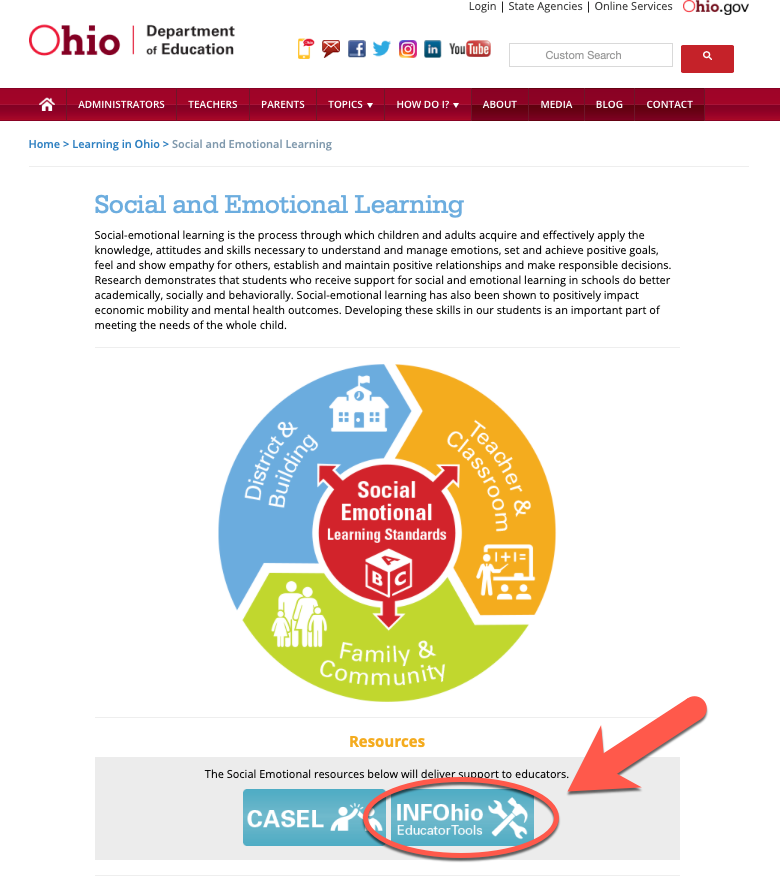 Login | State Agencies | Online Services Ohio.gov
Ohio | Department
of Education
You Tube
Custom Search
ADMINISTRATORS TEACHERS PARENTS TOPICS ▼ HOW DO I? ▼ ABOUT MEDIA BLOG CONTACT
Home > Learning in Ohio > Social and Emotional Learning
Social and Emotional Learning
Social-emotional learning is the process through which children and adults acquire and effectively apply the
knowledge, attitudes and skills necessary to understand and manage emotions, set and achieve positive goals,
feel and show empathy for others, establish and maintain positive relationships and make responsible decisions.
Research demonstrates that students who receive support for social and emotional learning in schools do better
academically, socially and behaviorally. Social-emotional learning has also been shown to positively impact
economic mobility and mental health outcomes. Developing these skills in our students is an important part of
meeting the needs of the whole child.
District &
Building
Teacher &
Classroom
1+1=
Social
Emotional
Learning Standards
A
B C
Family &
Community
Resources
The Social Emotional resources below will deliver support to educators.
CASEL
INFOhio
EducatorTools